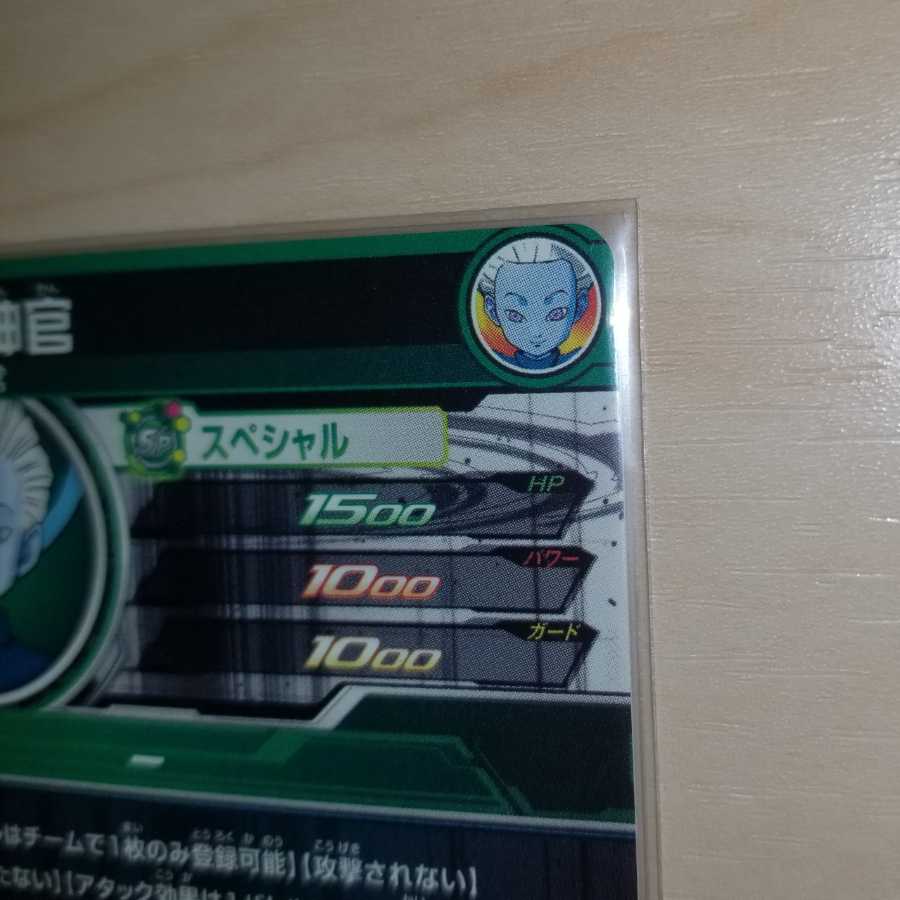 神官
SP スペシャル
HP
1500
パワー
1000
ガード
1000
はチームで1枚のみ登録可能】【攻撃されない】
たない】【アタック効果は